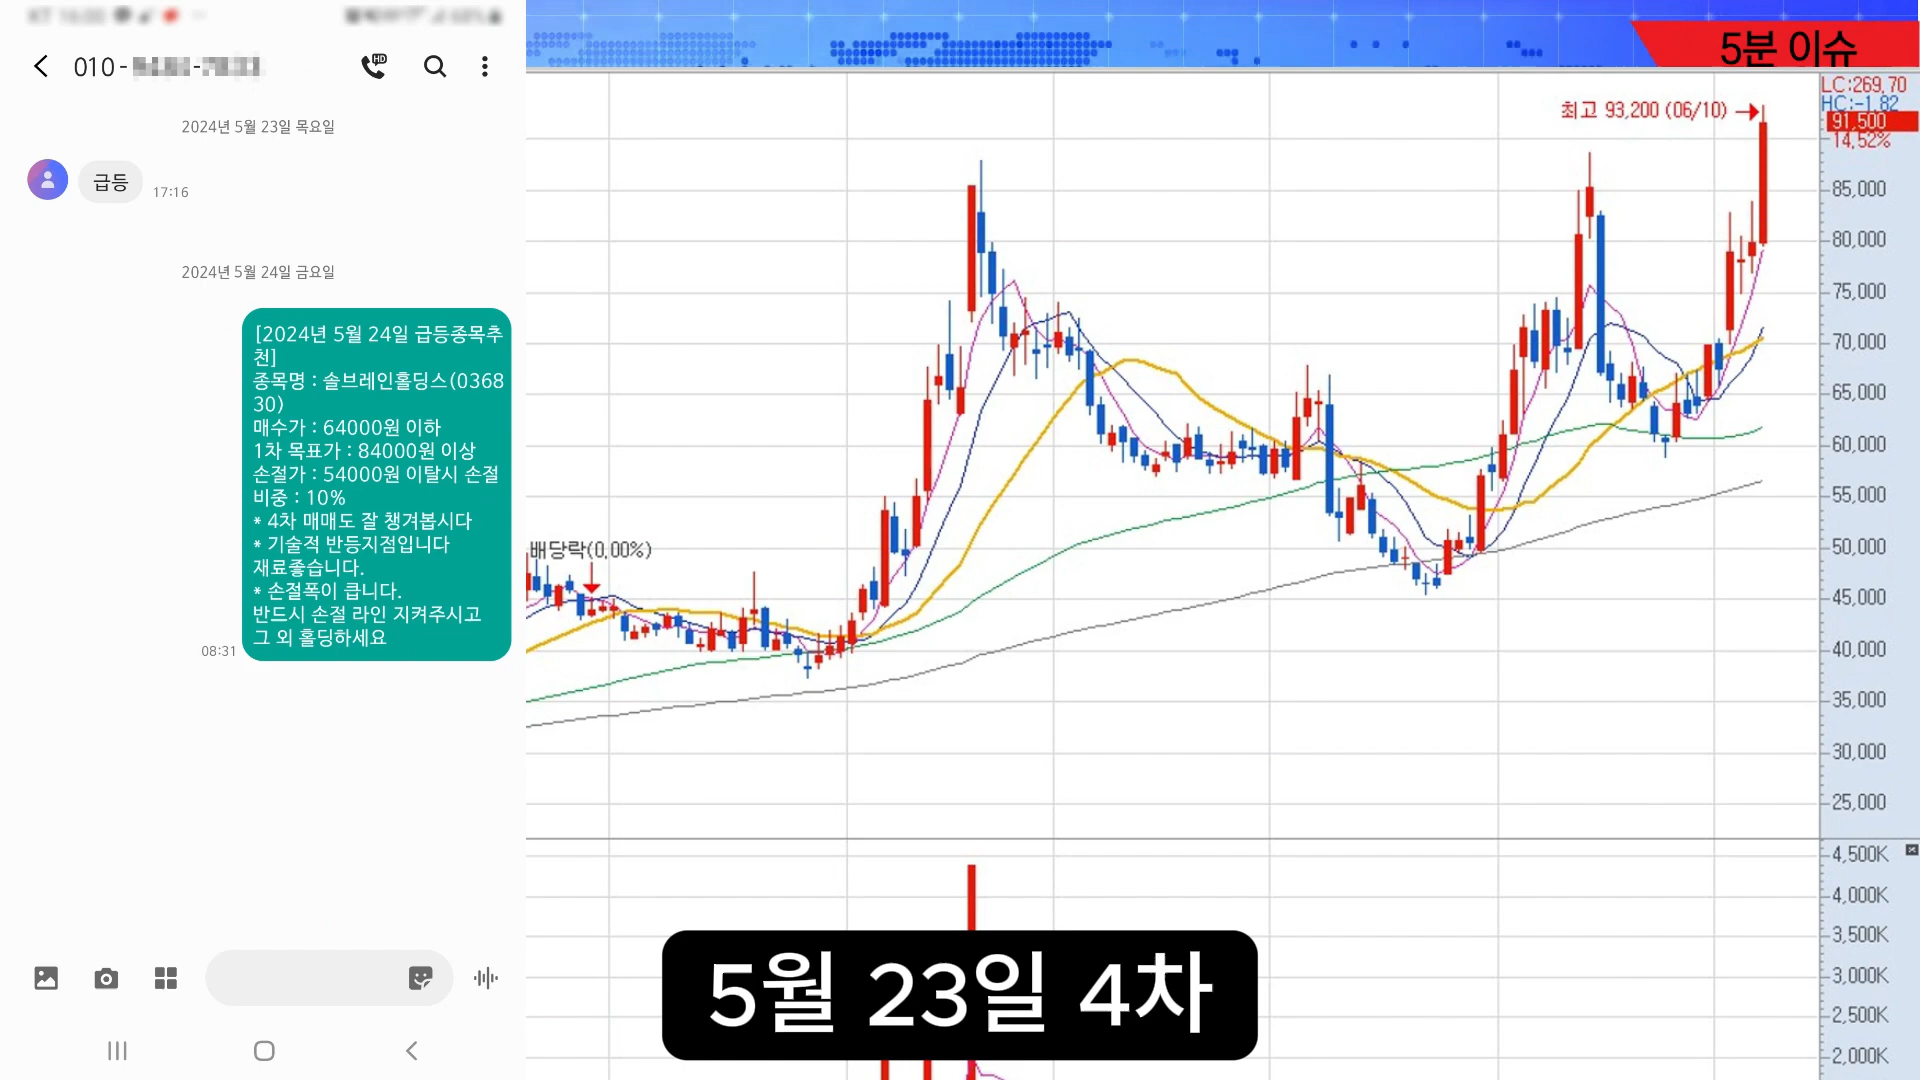 010-
2024년 5월 23일 목요일
급등
17:16
2024년 5월 24일 금요일
[2024년 5월 24일 급등종목추
천]
종목명 : 솔브레인홀딩스(0368
30)
매수가 : 64000원 이하
1차 목표가 : 84000원 이상
손절가 : 54000원 이탈시 손절
비중 : 10%
* 4차 매매도 잘 챙겨봅시다
* 기술적 반등지점입니다
재료좋습니다.
* 손절폭이 큽니다.
반드시 손절 라인 지켜주시고
그 외 홀딩하세요
08:31
5분 이슈
최고 93,200 (06/10)
LC:269,70
HC:-1,82
91,500
14,52%
85,000
80,000
75,000
70,000
65,000
60,000
55,000
50,000
45,000
40,000
35,000
30,000
25,000
배당락(0,00%)
4,500K
4,000K
3,500K
3,000K
2,500K
2,000K
5월 23일 4차